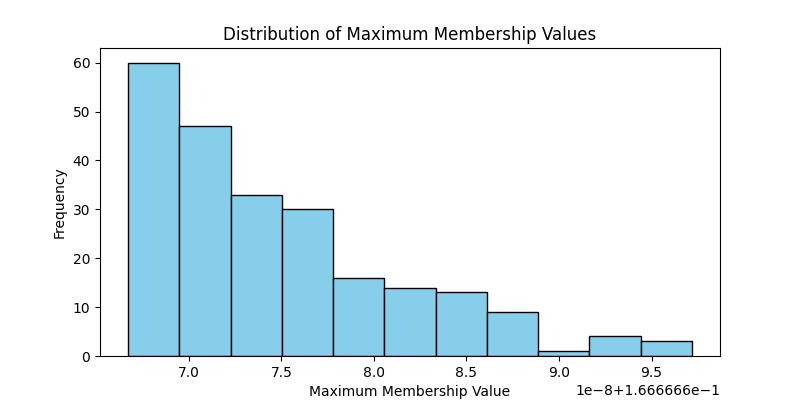 Distribution of Maximum Membership Values
Frequency
60
50
40
30
20
10
0
7.0 7.5 8.0 8.5 9.0 9.5
Maximum Membership Value
1e−8+1.666666e−1